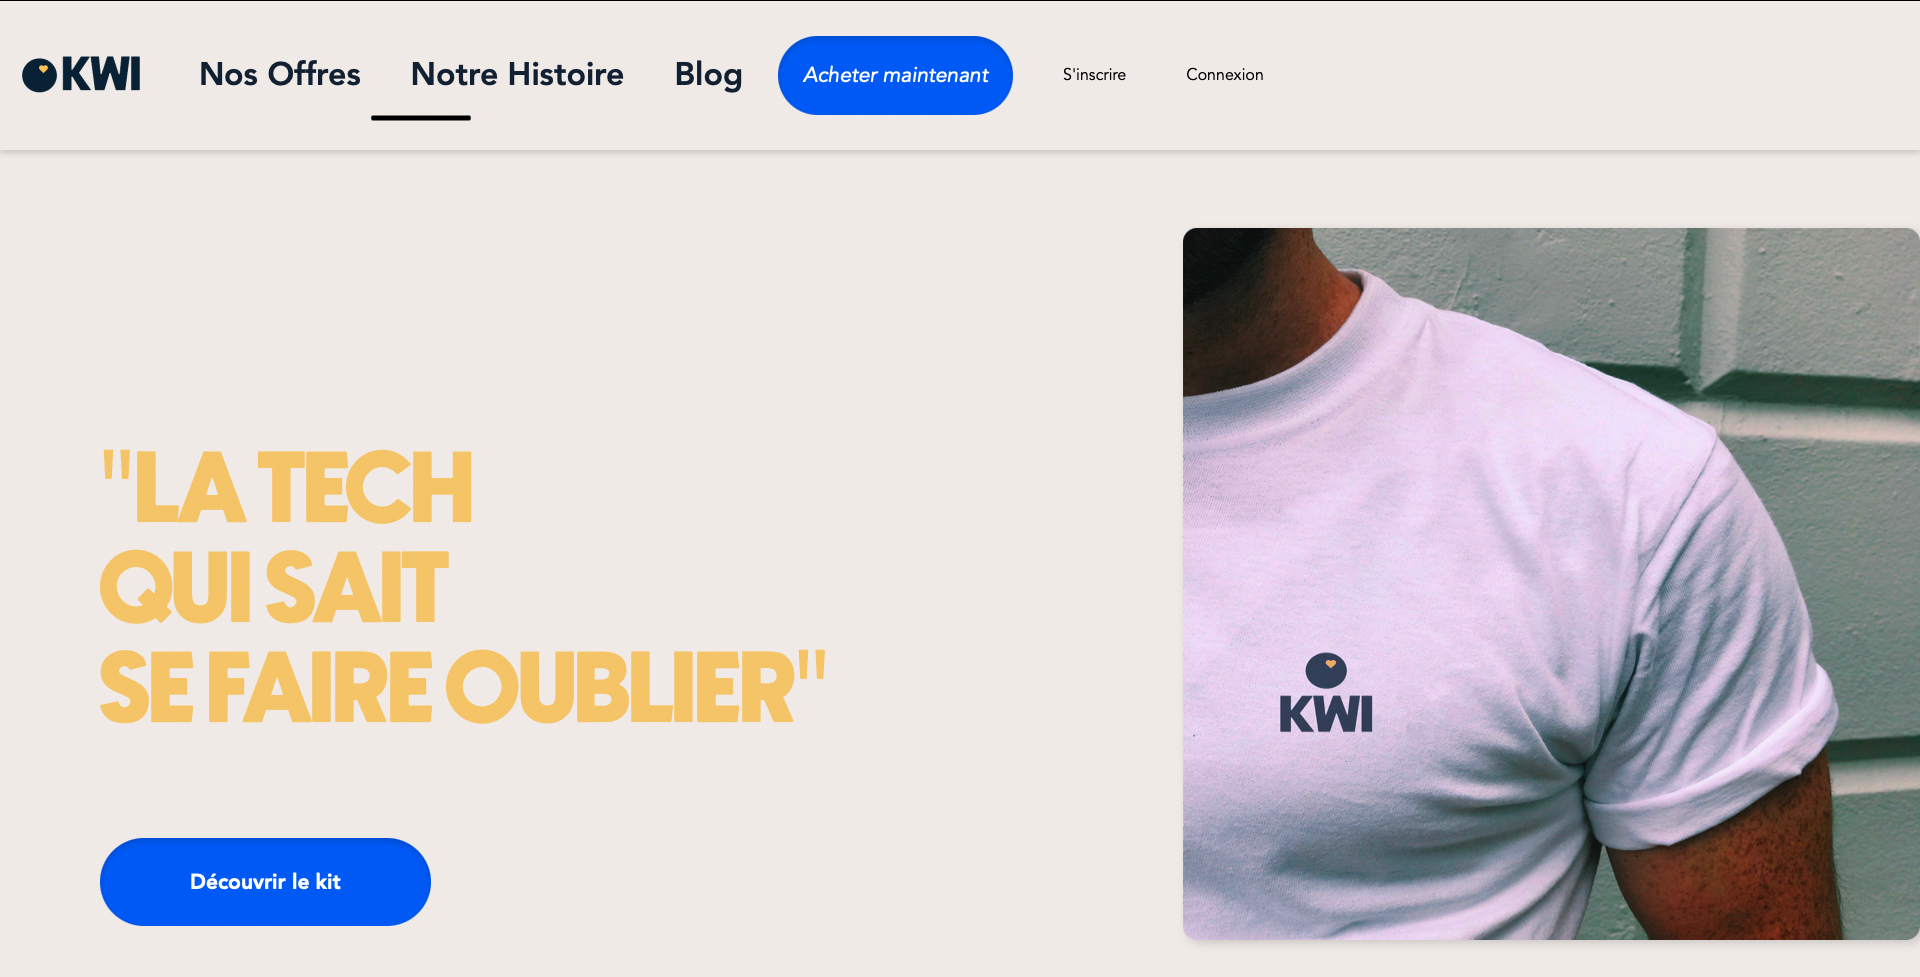 KWI
Nos Offres
Notre Histoire
Blog
Acheter maintenant
S'inscrire
Connexion
"LA TECH
QUI SAIT
SE FAIRE OUBLIER"
KWI
Découvrir le kit